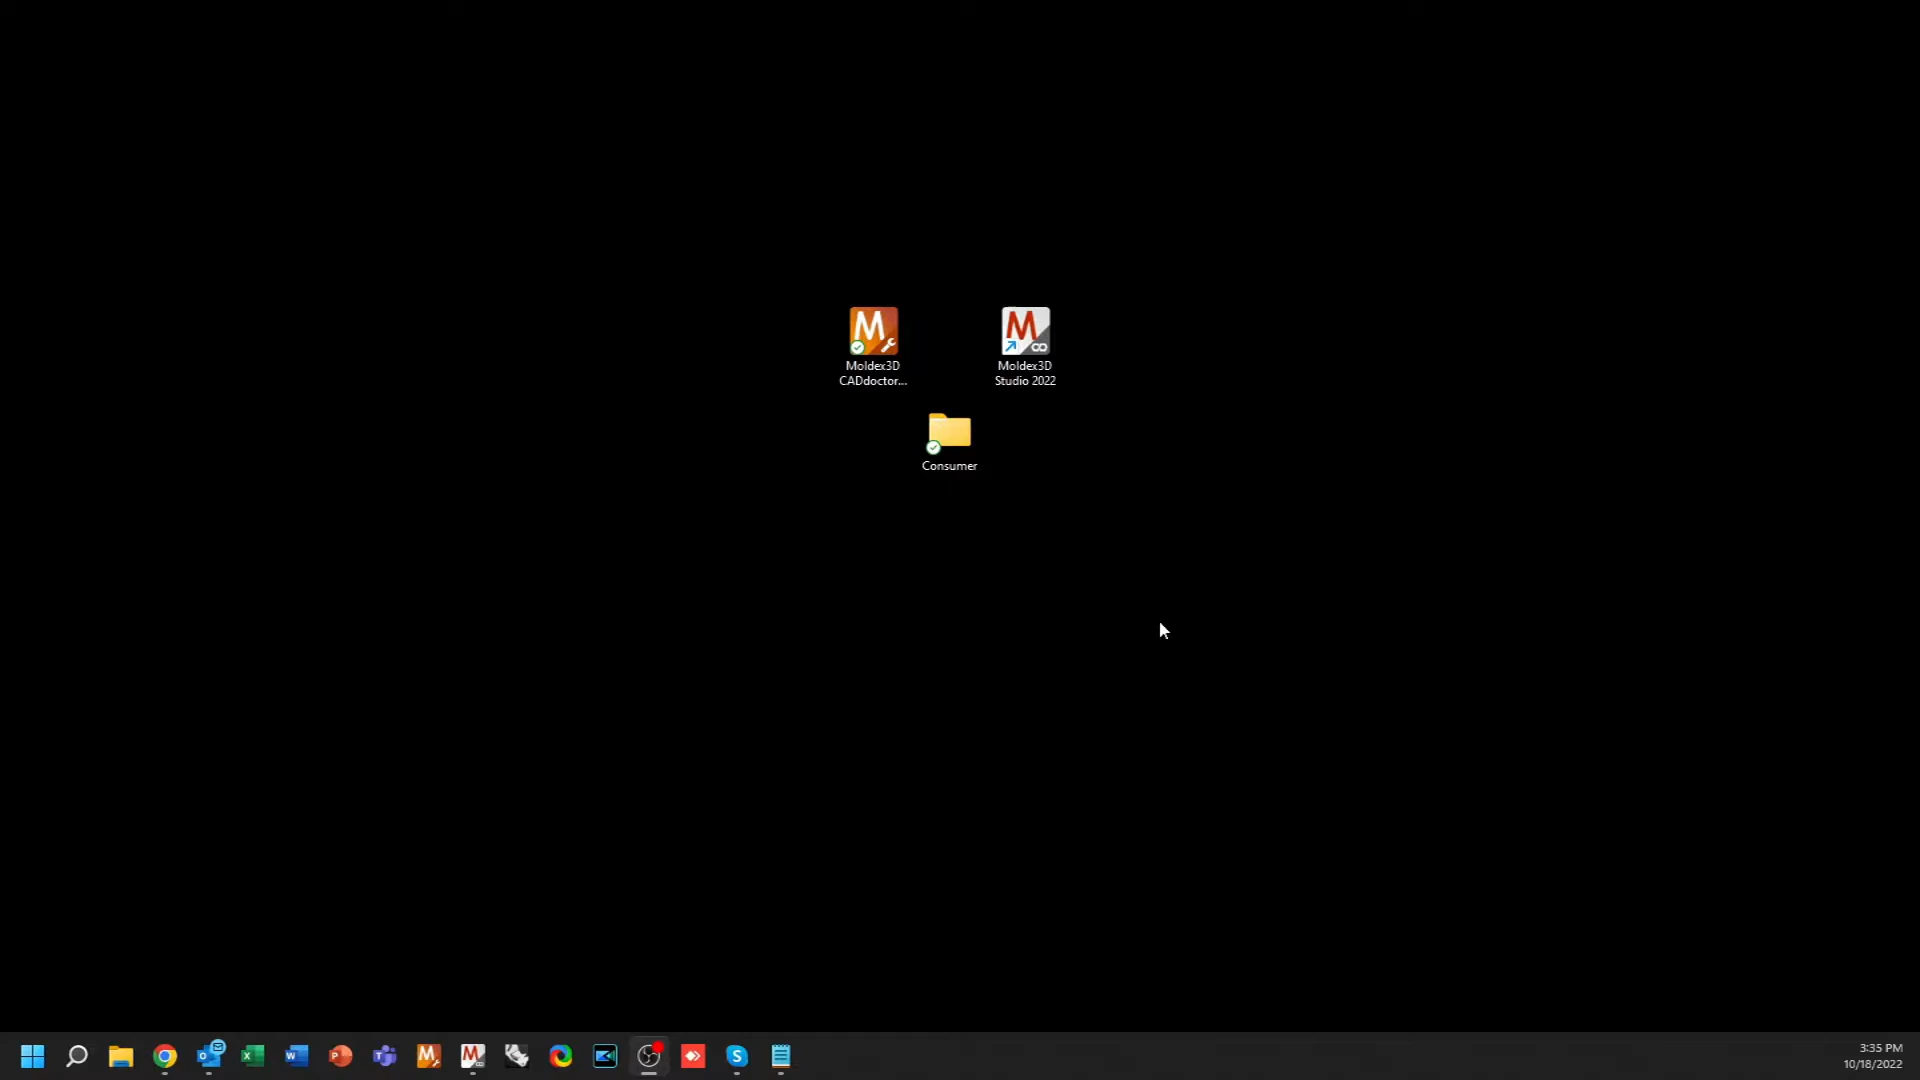 Moldex3D
CADdoctor...
Moldex3D
Studio 2022
Consumer
3:35 PM
10/18/2022